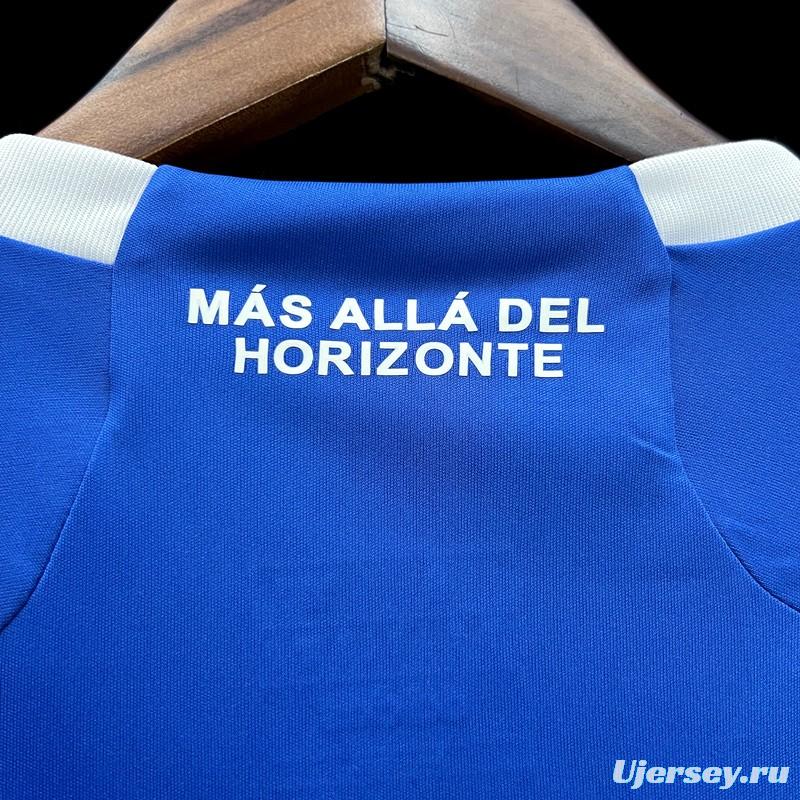 MÁS ALLÁ DEL
HORIZONTE
Ujersey.ru